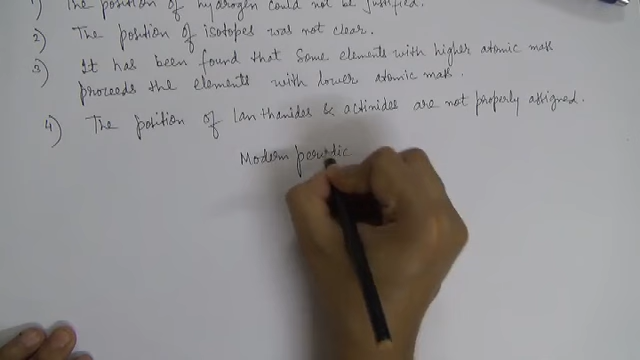 1) The position of hydrogen could not be justified.
2) The position of isotopes was not clear.
3) It has been found that some elements with higher atomic mass
proceeds the elements with lower atomic mass.
4) The position of lanthanides & actinides are not properly assigned.
Modern periodic